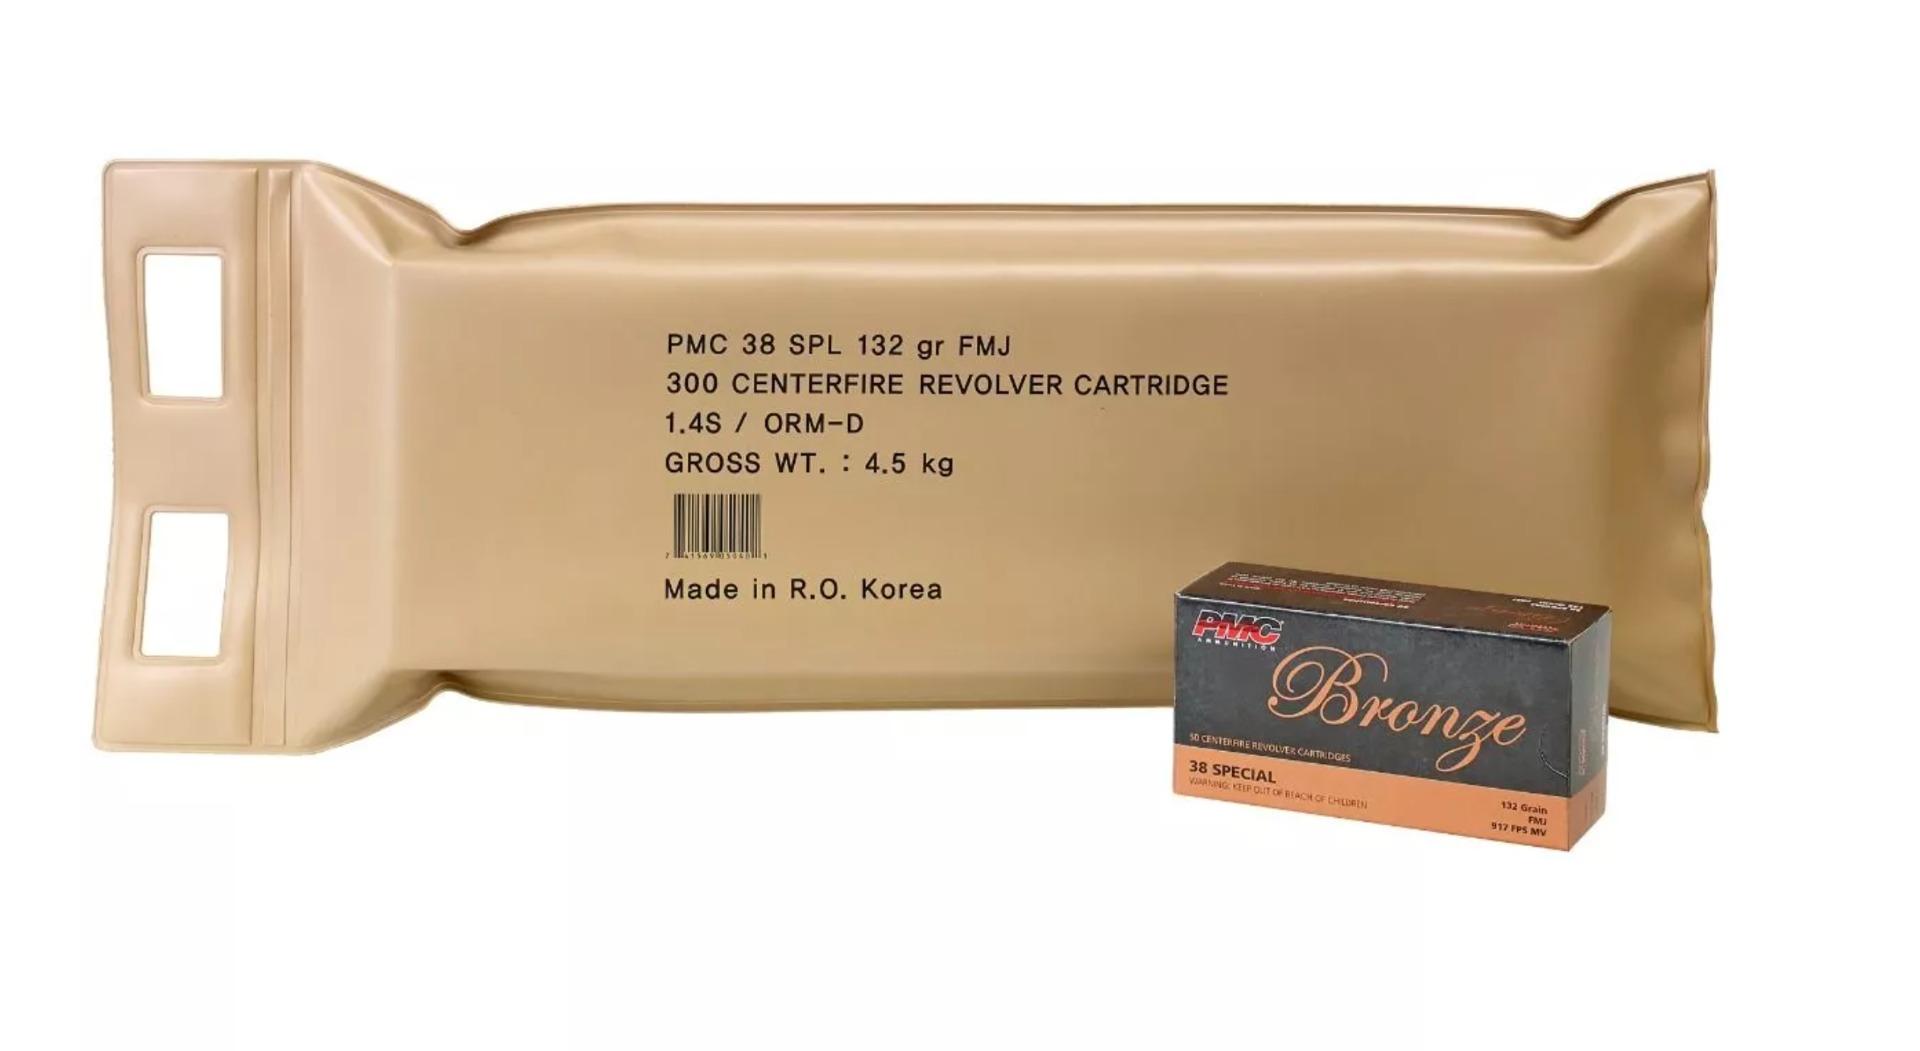 PMC 38 SPL 132 gr FMJ
300 CENTERFIRE REVOLVER CARTRIDGE
1.4S / ORM-D
GROSS WT. : 4.5 kg
Made in R.O. Korea
PMC
AMMUNITION
Bronze
50 CENTERFIRE REVOLVER CARTRIDGES
38 SPECIAL
WARNING: KEEP OUT OF REACH OF CHILDREN
132 Grain
FMJ
917 FPS MV